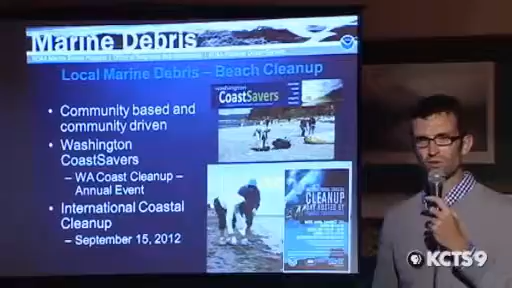 Marine Debris
Local Marine Debris – Beach Cleanup
Washington
CoastSavers
• Community based and
community driven
• Washington
CoastSavers
– WA Coast Cleanup –
Annual Event
• International Coastal
Cleanup
– September 15, 2012
CLEANUP
PBS KCTS9